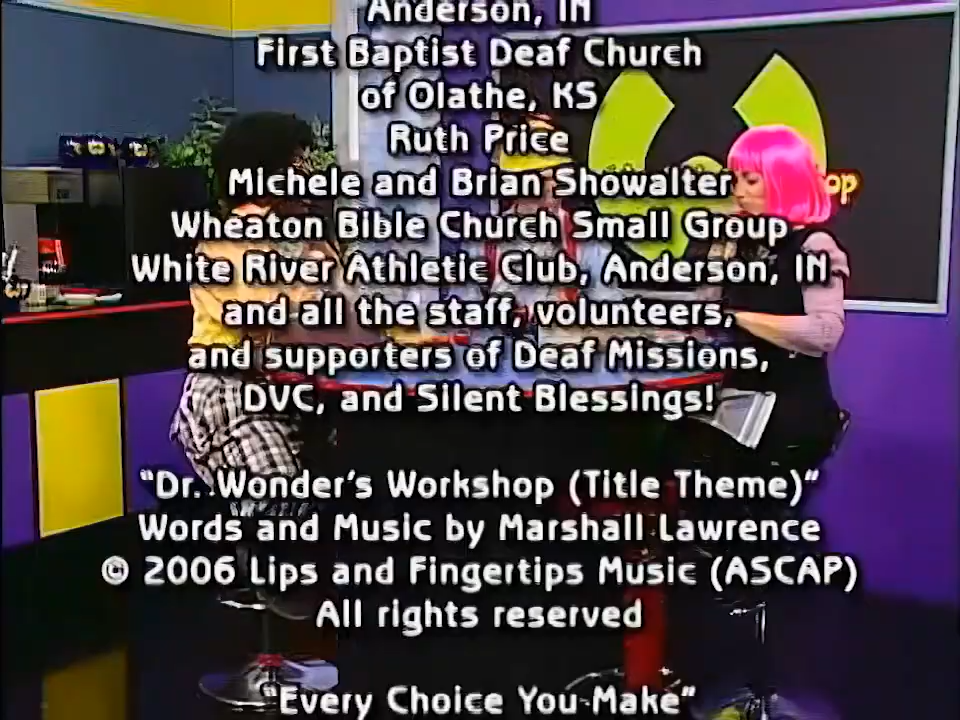 Anderson, IN
First Baptist Deaf Church
of Olathe, KS
Ruth Price
Michele and Brian Showalter
Wheaton Bible Church Small Group
White River Athletic Club, Anderson, IN
and all the staff, volunteers,
and supporters of Deaf Missions,
DVC, and Silent Blessings!
"Dr. Wonder's Workshop (Title Theme)"
Words and Music by Marshall Lawrence
© 2006 Lips and Fingertips Music (ASCAP)
All rights reserved
"Every Choice You Make"